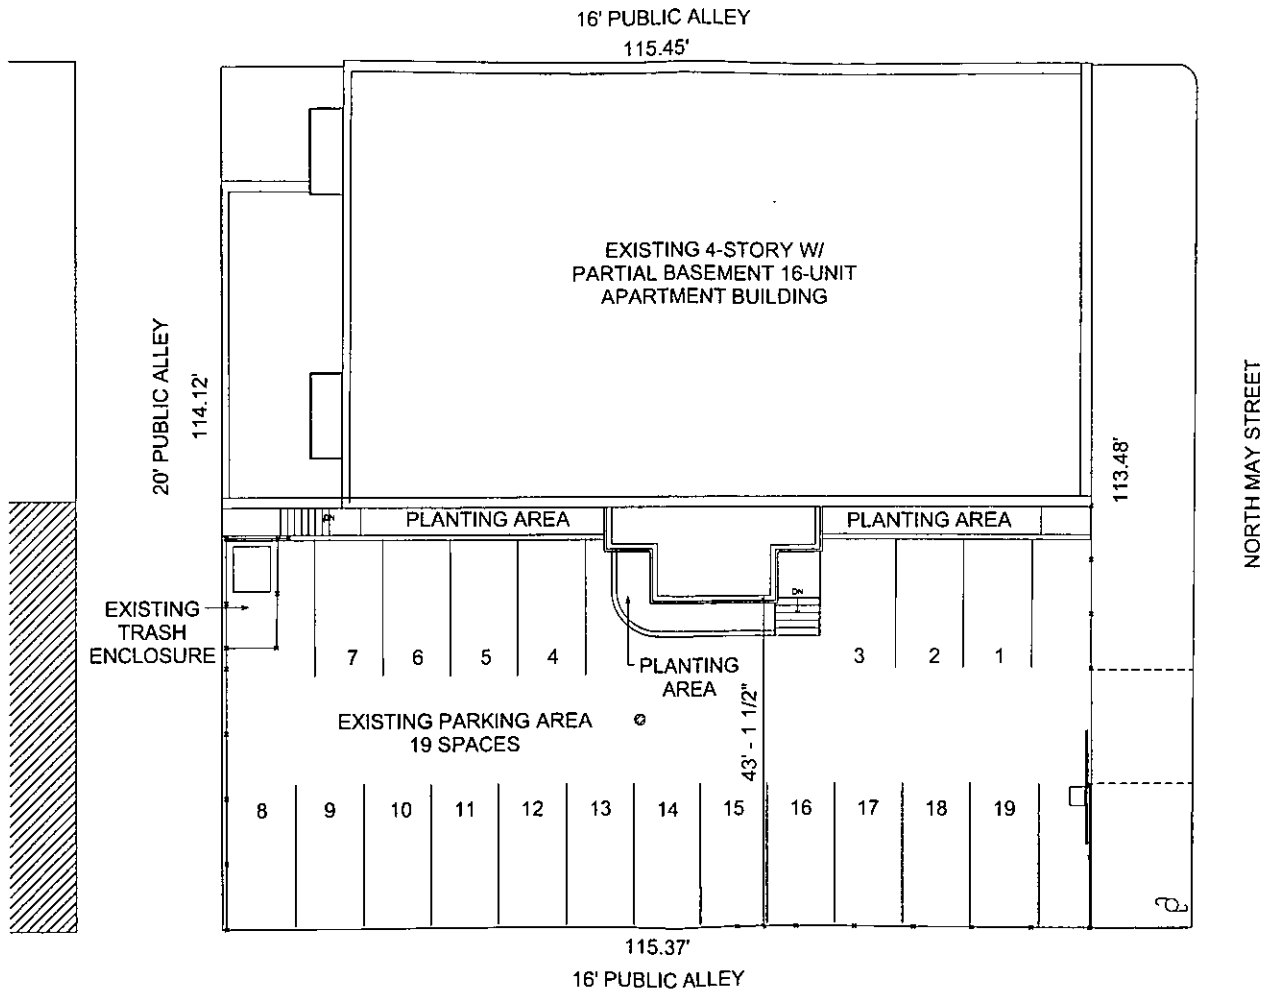 16' PUBLIC ALLEY
115.45'
EXISTING 4-STORY W/
PARTIAL BASEMENT 16-UNIT
APARTMENT BUILDING
20' PUBLIC ALLEY
114.12'
113.48'
NORTH MAY STREET
DN
PLANTING AREA
PLANTING AREA
DN
EXISTING
TRASH
ENCLOSURE
7
6
5
4
PLANTING
AREA
3
2
1
EXISTING PARKING AREA
19 SPACES
43' - 1 1/2"
8
9
10
11
12
13
14
15
16
17
18
19
115.37'
16' PUBLIC ALLEY